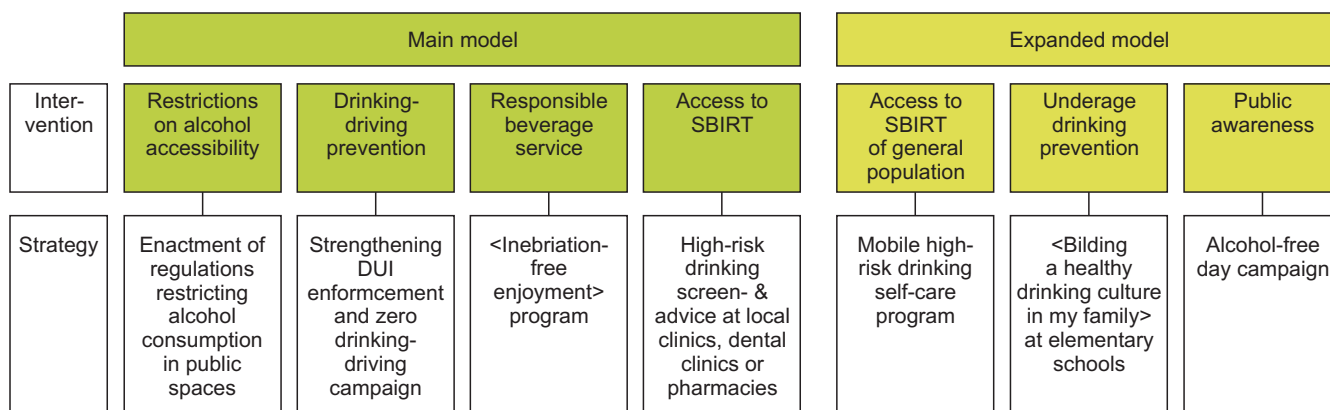 Main model
Expanded model
Inter-
vention
Restrictions
on alcohol
accessibility
Drinking-
driving
prevention
Responsible
beverage
service
Access to
SBIRT
Access to
SBIRT
of general
population
Underage
drinking
prevention
Public
awareness
Strategy
Enactment of
regulations
restricting
alcohol
consumption
in public
spaces
Strengthening
DUI
enformcement
and zero
drinking-
driving
campaign
<Inebriation-
free
enjoyment>
program
High-risk
drinking
screen- &
advice at local
clinics, dental
clinics or
pharmacies
Mobile high-
risk drinking
self-care
program
<Bilding
a healthy
drinking culture
in my family>
at elementary
schools
Alcohol-free
day campaign